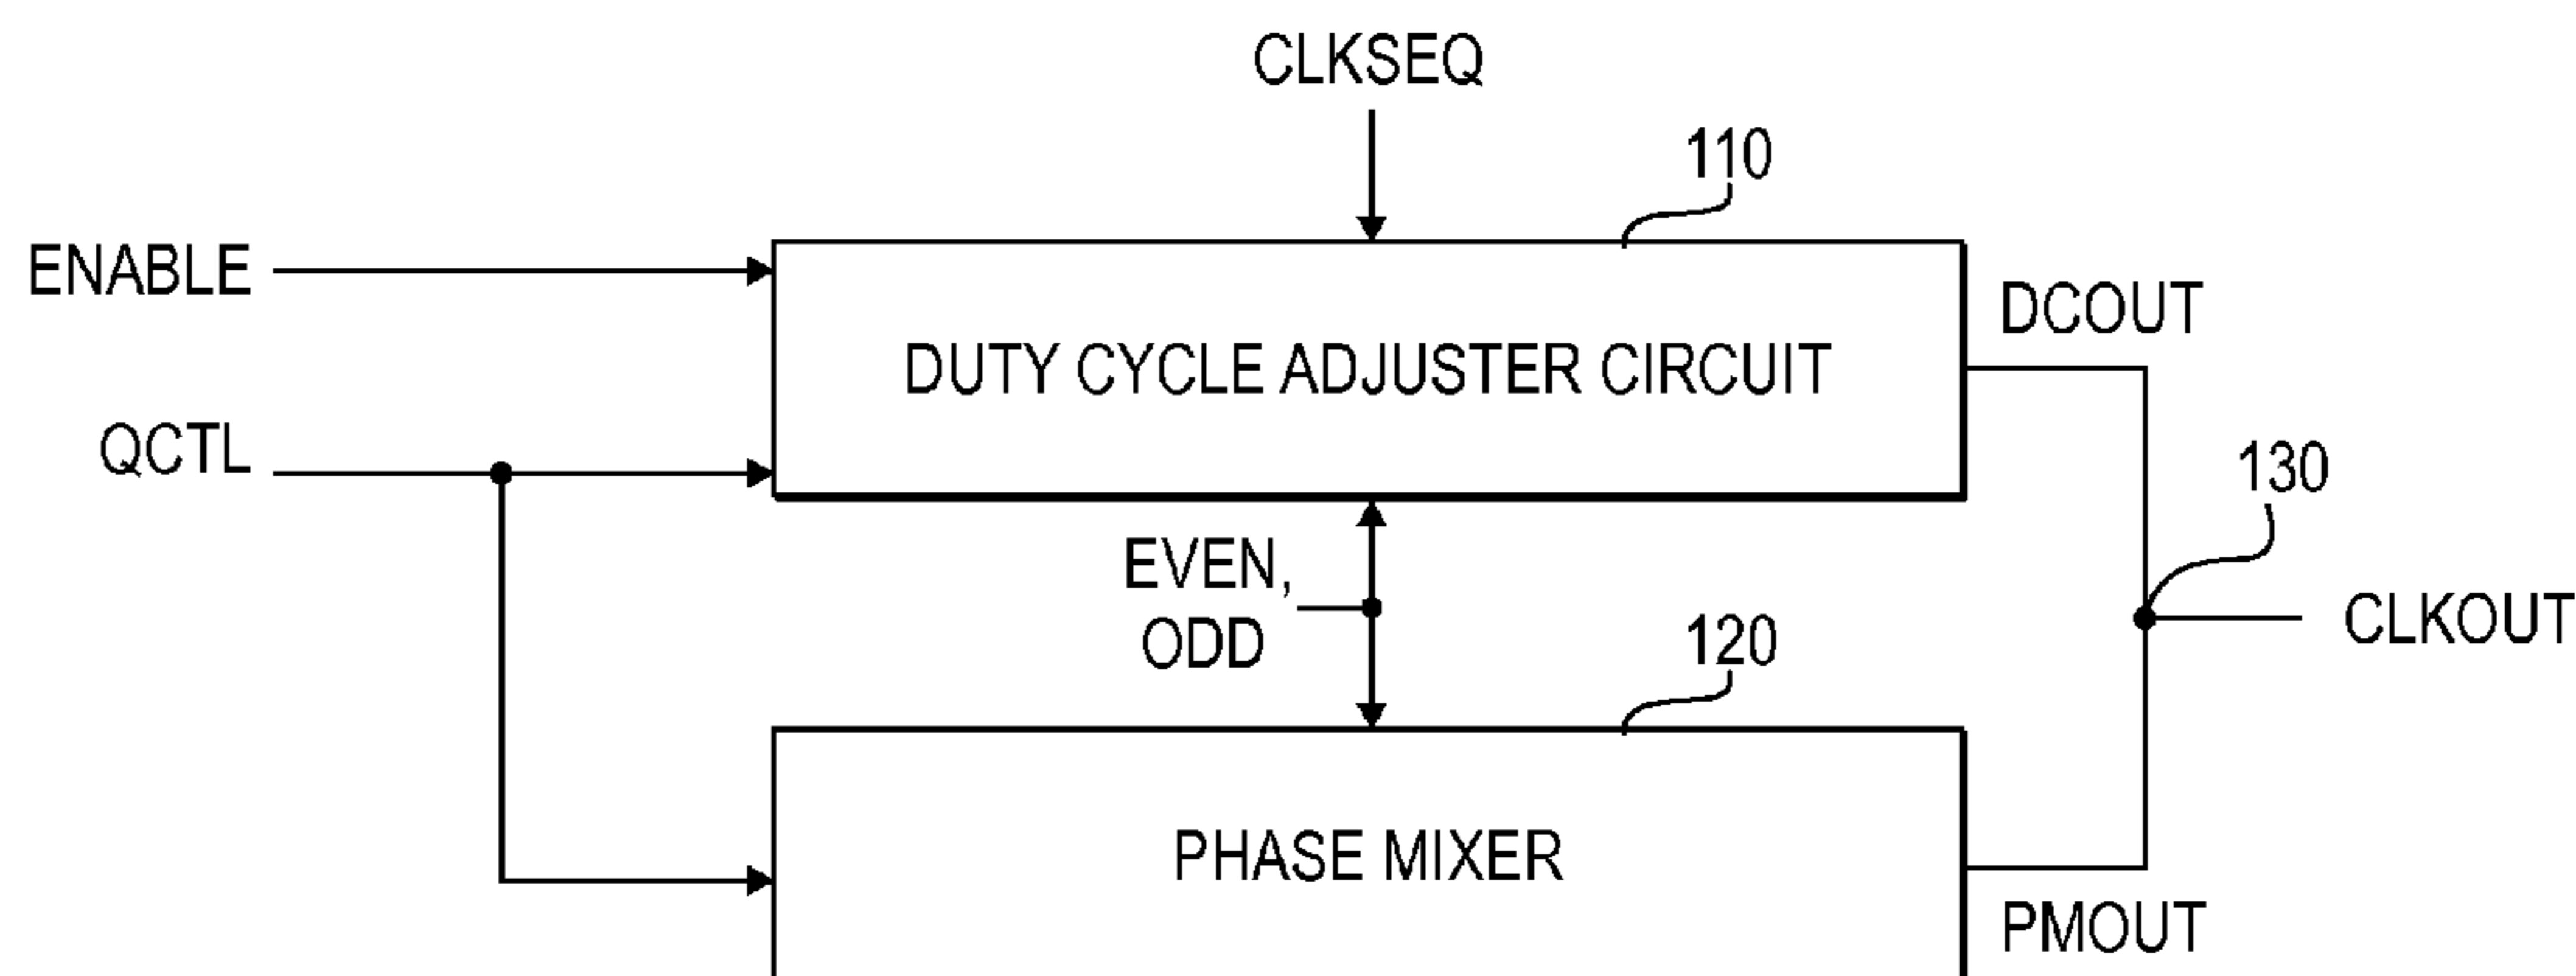 CLKSEQ
110
ENABLE
DUTY CYCLE ADJUSTER CIRCUIT
DCOUT
QCTL
130
EVEN,
ODD
120
CLKOUT
PHASE MIXER
PMOUT